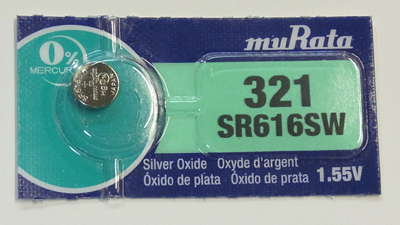 muRata
0%
MERCURY
321
SR616SW
Silver Oxide Oxyde d'argent
Óxido de plata Óxido de prata 1.55V